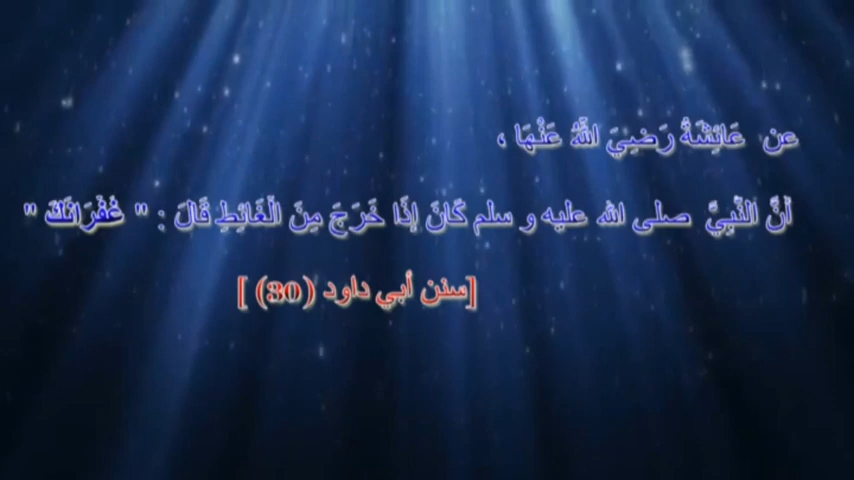 عن عَائِشَةُ رَضِيَ اللَّهُ عَنْهَا ،
أَنَّ النَّبِيَّ صلى الله عليه و سلم كَانَ إِذَا خَرَجَ مِنَ الْغَائِطِ قَالَ : " غُفْرَانَكَ "
[سنن أبي داود (30) ]